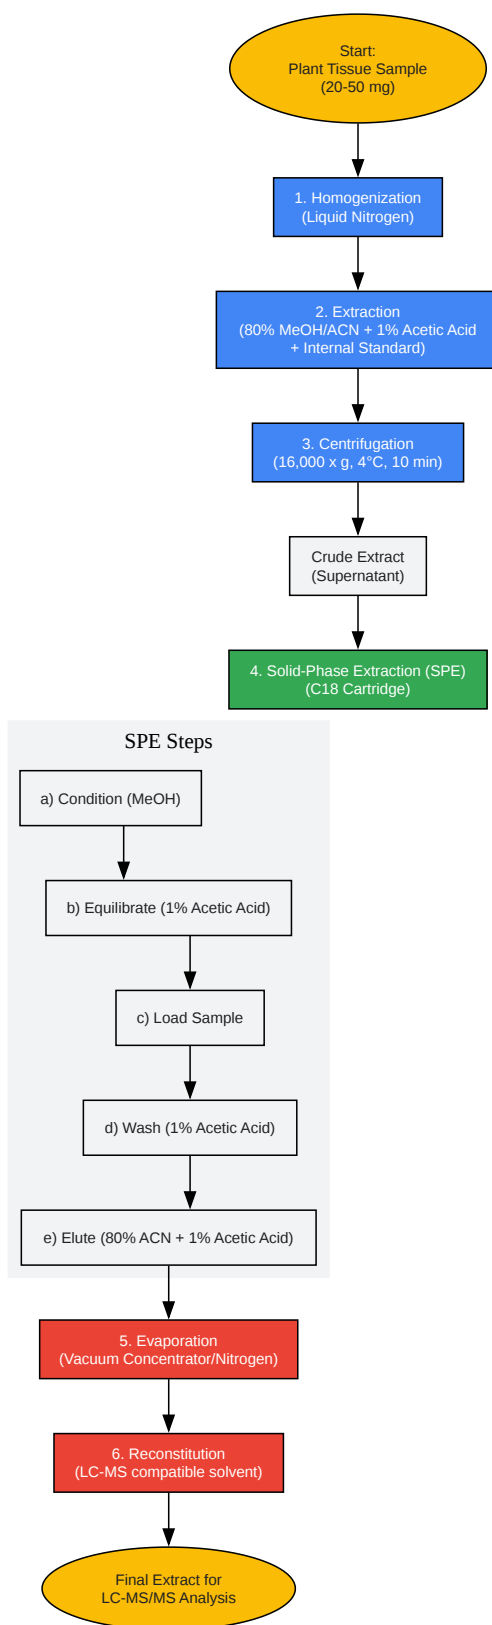 Start:
Plant Tissue Sample
(20-50 mg)
1. Homogenization
(Liquid Nitrogen)
2. Extraction
(80% MeOH/ACN + 1% Acetic Acid
+ Internal Standard)
3. Centrifugation
(16,000 x g, 4°C, 10 min)
Crude Extract
(Supernatant)
4. Solid-Phase Extraction (SPE)
(C18 Cartridge)
SPE Steps
a) Condition (MeOH)
b) Equilibrate (1% Acetic Acid)
c) Load Sample
d) Wash (1% Acetic Acid)
e) Elute (80% ACN + 1% Acetic Acid)
5. Evaporation
(Vacuum Concentrator/Nitrogen)
6. Reconstitution
(LC-MS compatible solvent)
Final Extract for
LC-MS/MS Analysis